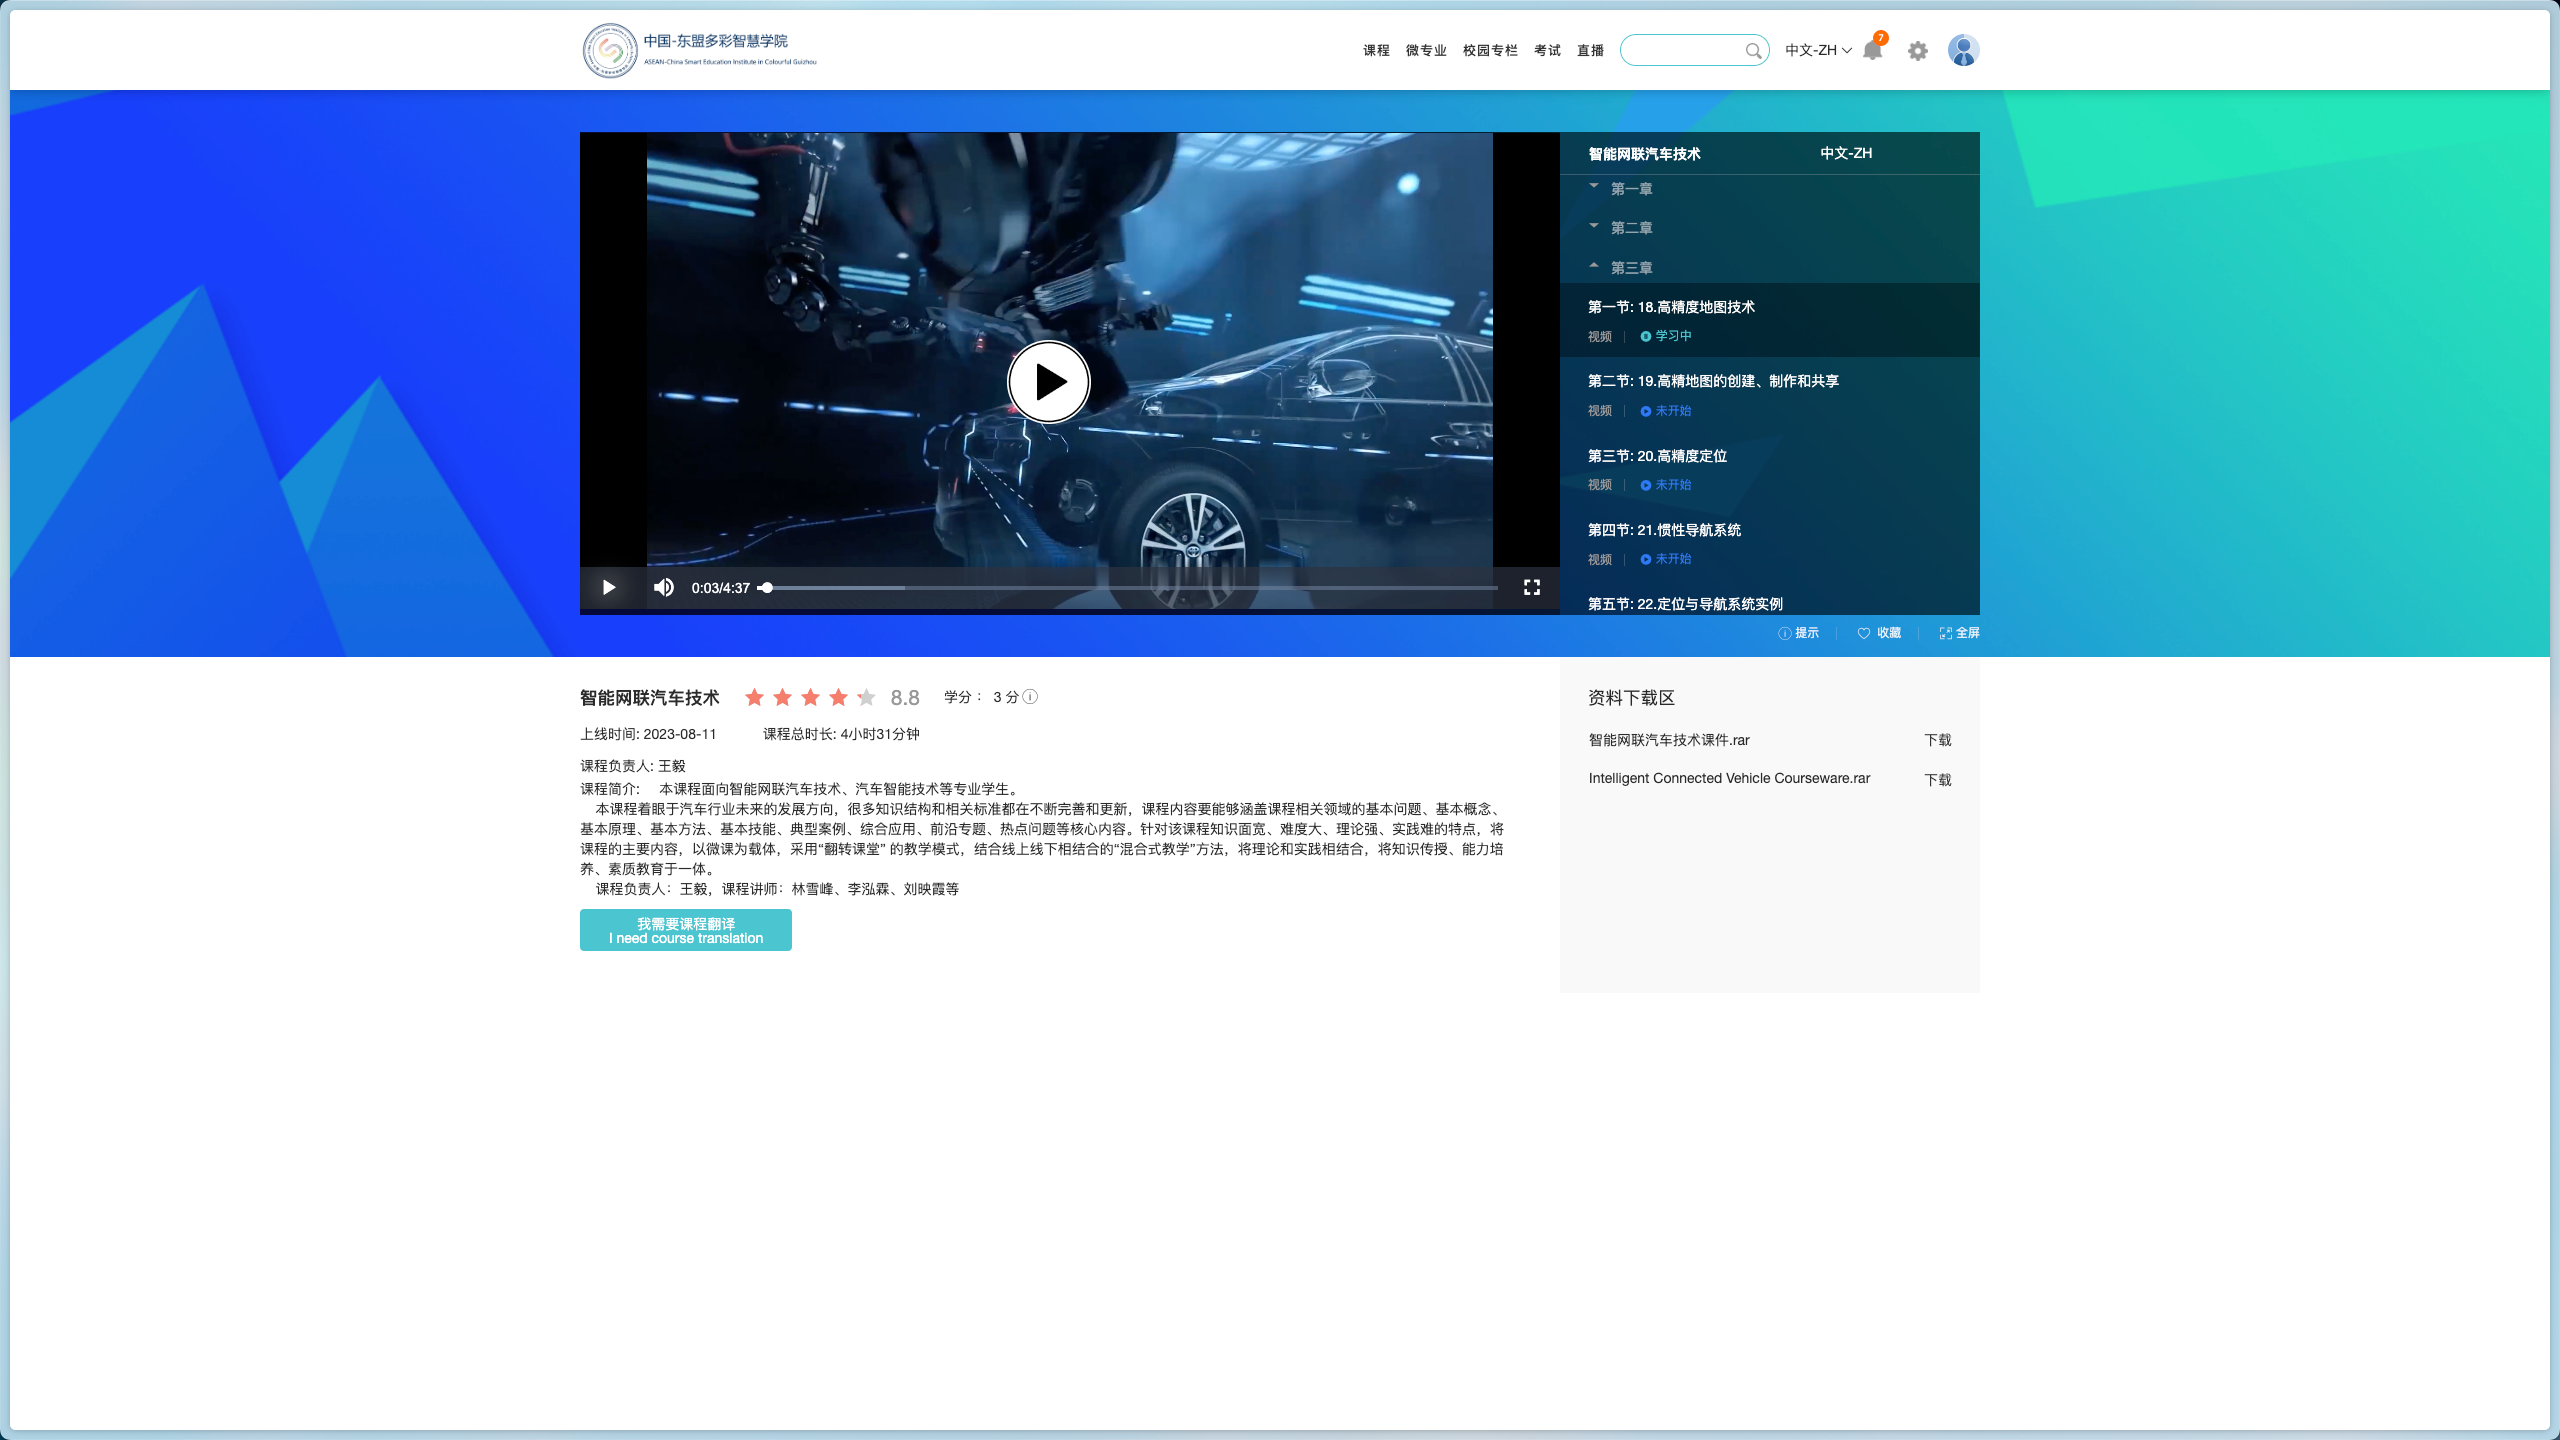 中国-东盟多彩智慧学院
ASEAN-China Smart Education Institute in Colourful Guizhou
课程 微专业 校园专栏 考试 直播 中文-ZH 7
智能网联汽车技术 中文-ZH
第一章
第二章
第三章
第一节: 18.高精度地图技术
视频 学习中
第二节: 19.高精地图的创建、制作和共享
视频 未开始
第三节: 20.高精度定位
视频 未开始
第四节: 21.惯性导航系统
视频 未开始
第五节: 22.定位与导航系统实例
0:03/4:37
提示 收藏 全屏
智能网联汽车技术 8.8 学分： 3 分
上线时间: 2023-08-11 课程总时长: 4小时31分钟
课程负责人: 王毅
课程简介: 本课程面向智能网联汽车技术、汽车智能技术等专业学生。
本课程着眼于汽车行业未来的发展方向，很多知识结构和相关标准都在不断完善和更新，课程内容要能够涵盖课程相关领域的基本问题、基本概念、
基本原理、基本方法、基本技能、典型案例、综合应用、前沿专题、热点问题等核心内容。针对该课程知识面宽、难度大、理论强、实践难的特点，将
课程的主要内容，以微课为载体，采用“翻转课堂” 的教学模式，结合线上线下相结合的“混合式教学”方法，将理论和实践相结合，将知识传授、能力培
养、素质教育于一体。
课程负责人：王毅，课程讲师：林雪峰、李泓霖、刘映霞等
我需要课程翻译
I need course translation
资料下载区
智能网联汽车技术课件.rar 下载
Intelligent Connected Vehicle Courseware.rar 下载